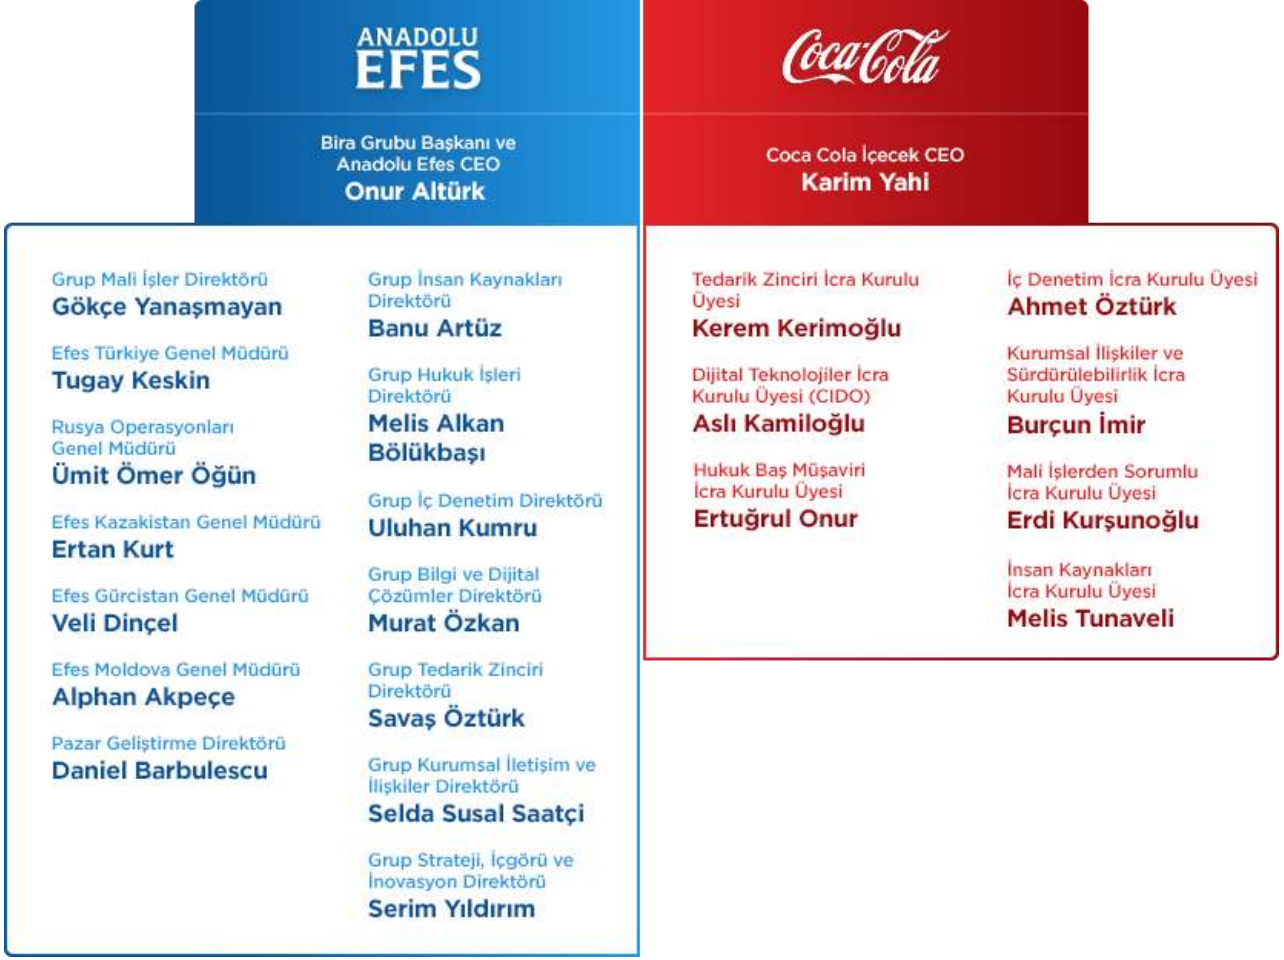 ANADOLU
EFES
Bira Grubu Başkanı ve
Anadolu Efes CEO
Onur Altürk
Grup Mali İşler Direktörü
Gökçe Yanaşmayan
Efes Türkiye Genel Müdürü
Tugay Keskin
Rusya Operasyonları
Genel Müdürü
Ümit Ömer Öğün
Efes Kazakistan Genel Müdürü
Ertan Kurt
Efes Gürcistan Genel Müdürü
Veli Dinçel
Efes Moldova Genel Müdürü
Alphan Akpeçe
Pazar Geliştirme Direktörü
Daniel Barbulescu
Grup İnsan Kaynakları
Direktörü
Banu Artüz
Grup Hukuk İşleri
Direktörü
Melis Alkan
Bölükbaşı
Grup İç Denetim Direktörü
Uluhan Kumru
Grup Bilgi ve Dijital
Çözümler Direktörü
Murat Özkan
Grup Tedarik Zinciri
Direktörü
Savaş Öztürk
Grup Kurumsal İletişim ve
İlişkiler Direktörü
Selda Susal Saatçi
Grup Strateji, İçgörü ve
İnovasyon Direktörü
Serim Yıldırım
Coca-Cola
Coca Cola İçecek CEO
Karim Yahi
Tedarik Zinciri İcra Kurulu
Üyesi
Kerem Kerimoğlu
Dijital Teknolojiler İcra
Kurulu Üyesi (CIDO)
Aslı Kamiloğlu
Hukuk Baş Müşaviri
İcra Kurulu Üyesi
Ertuğrul Onur
İç Denetim İcra Kurulu Üyesi
Ahmet Öztürk
Kurumsal İlişkiler ve
Sürdürülebilirlik İcra
Kurulu Üyesi
Burçun İmir
Mali İşlerden Sorumlu
İcra Kurulu Üyesi
Erdi Kurşunoğlu
İnsan Kaynakları
İcra Kurulu Üyesi
Melis Tunaveli